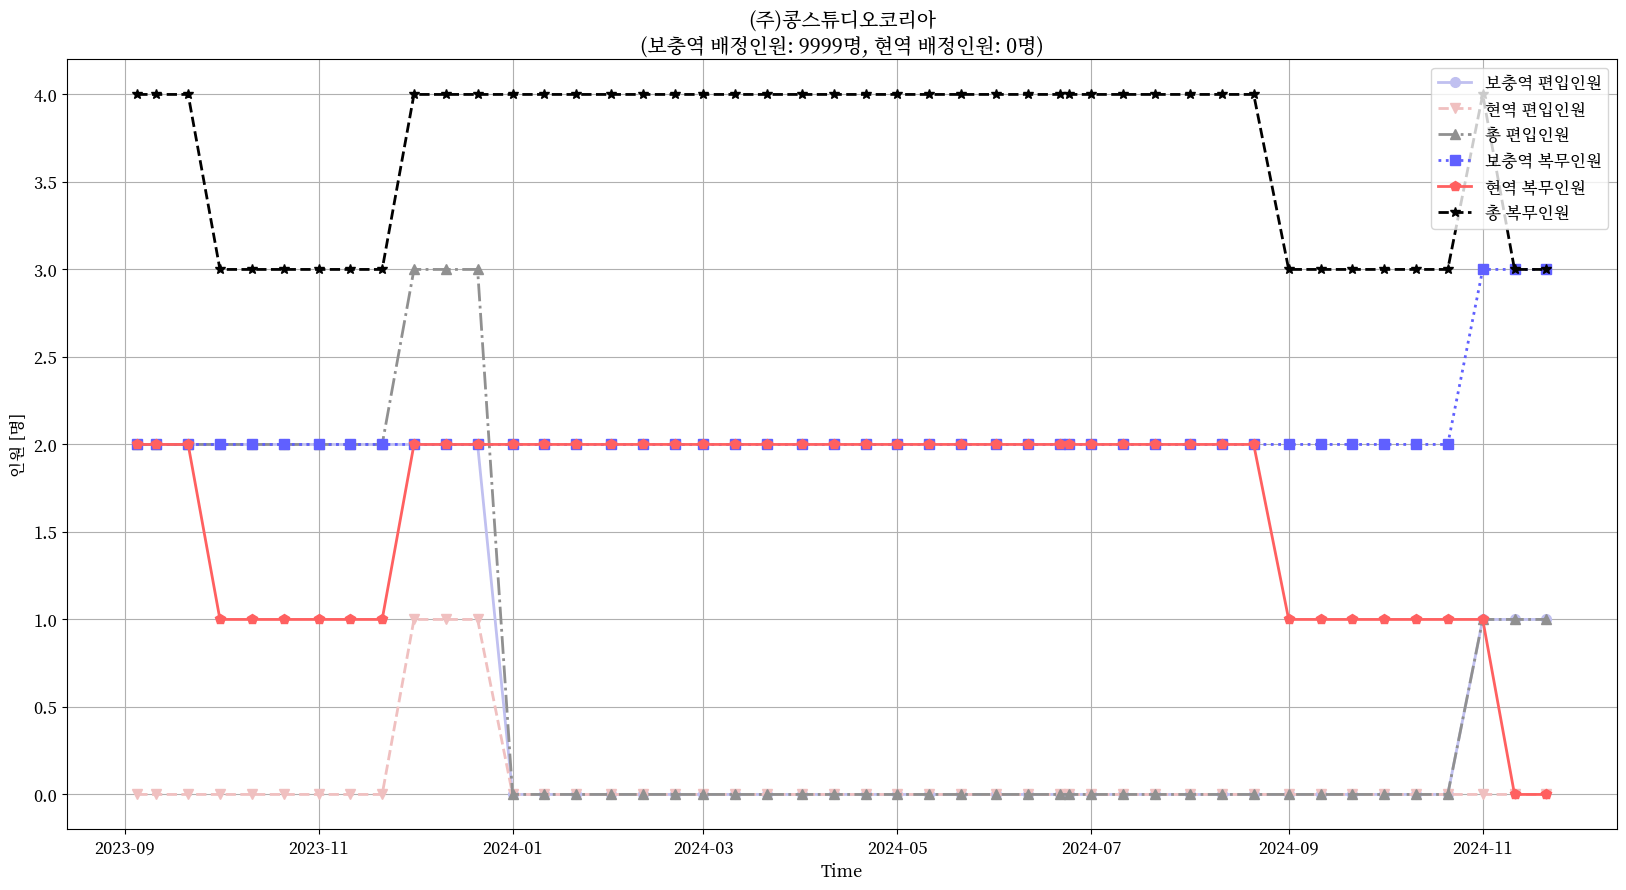 (주)콩스튜디오코리아
(보충역 배정인원: 9999명, 현역 배정인원: 0명)
보충역 편입인원
현역 편입인원
총 편입인원
보충역 복무인원
현역 복무인원
총 복무인원
인원 [명]
4.0
3.5
3.0
2.5
2.0
1.5
1.0
0.5
0.0
2023-09 2023-11 2024-01 2024-03 2024-05 2024-07 2024-09 2024-11
Time